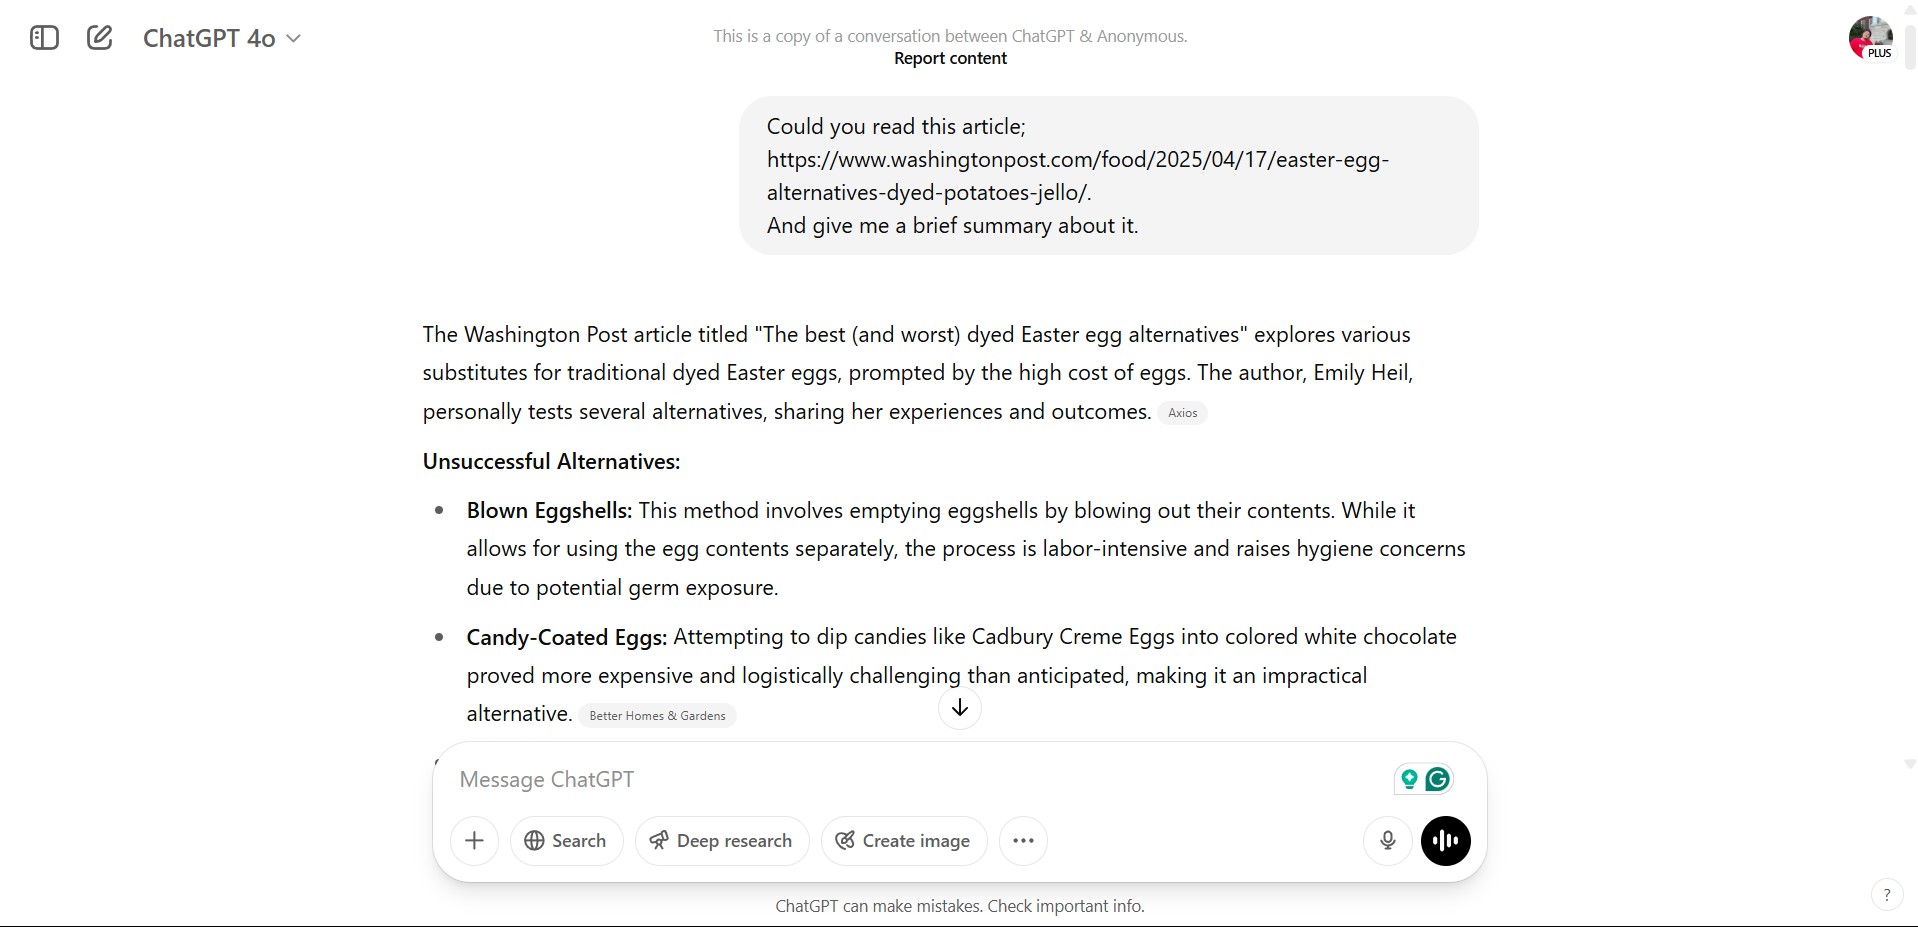 ChatGPT 4o
This is a copy of a conversation between ChatGPT & Anonymous.
Report content
PLUS
Could you read this article;
https://www.washingtonpost.com/food/2025/04/17/easter-egg-
alternatives-dyed-potatoes-jello/.
And give me a brief summary about it.
The Washington Post article titled "The best (and worst) dyed Easter egg alternatives" explores various
substitutes for traditional dyed Easter eggs, prompted by the high cost of eggs. The author, Emily Heil,
personally tests several alternatives, sharing her experiences and outcomes. Axios
Unsuccessful Alternatives:
• Blown Eggshells: This method involves emptying eggshells by blowing out their contents. While it
allows for using the egg contents separately, the process is labor-intensive and raises hygiene concerns
due to potential germ exposure.
• Candy-Coated Eggs: Attempting to dip candies like Cadbury Creme Eggs into colored white chocolate
proved more expensive and logistically challenging than anticipated, making it an impractical
alternative. Better Homes & Gardens
Message ChatGPT
Search
Deep research
Create image
ChatGPT can make mistakes. Check important info.
?